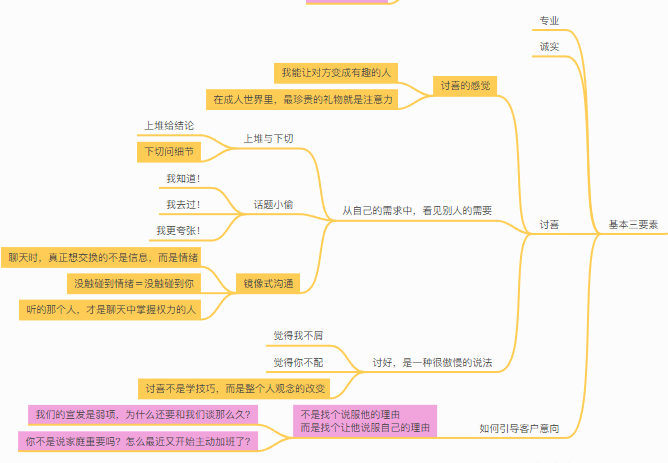 专业
诚实
我能让对方变成有趣的人
讨喜的感觉
在成人世界里，最珍贵的礼物就是注意力
上堆给结论
上堆与下切
下切问细节
我知道！
我去过！
话题小偷
从自己的需求中，看见别人的需要
讨喜
基本三要素
我更夸张！
聊天时，真正想交换的不是信息，而是情绪
没触碰到情绪＝没触碰到你
镜像式沟通
听的那个人，才是聊天中掌握权力的人
觉得我不屑
觉得你不配
讨好，是一种很傲慢的说法
讨喜不是学技巧，而是整个人观念的改变
我们的宣发是弱项，为什么还要和我们谈那么久？
不是找个说服他的理由
而是找个让他说服自己的理由
如何引导客户意向
你不是说家庭重要吗？怎么最近又开始主动加班了？